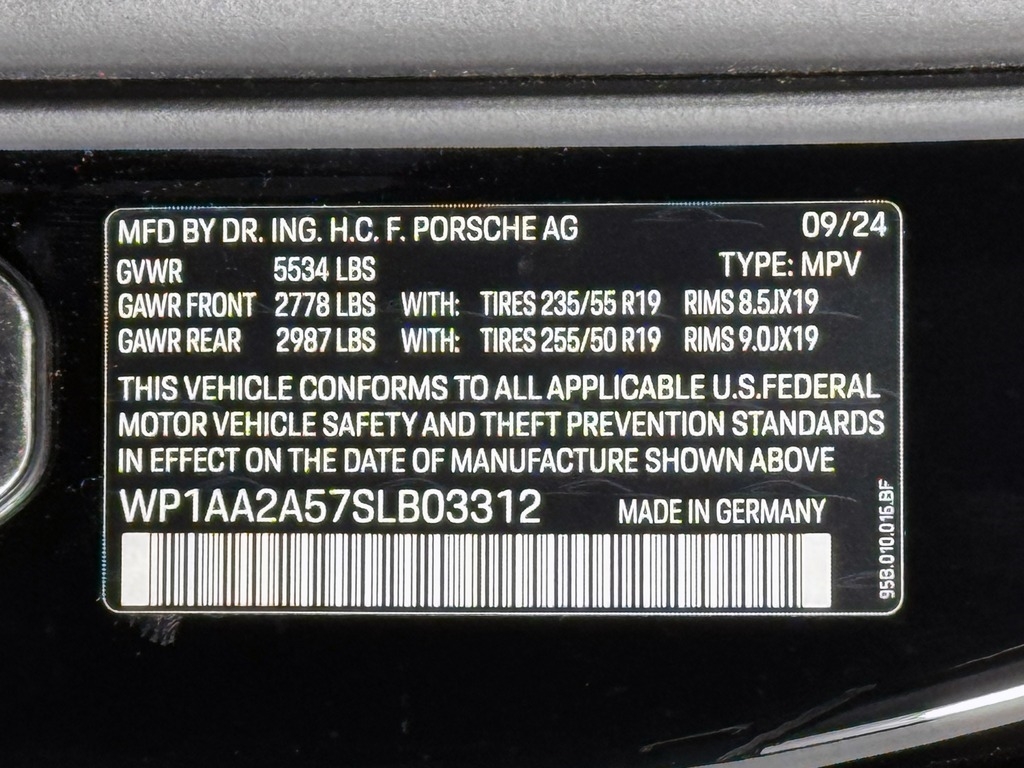 MFD BY DR. ING. H.C. F. PORSCHE AG 09/24
GVWR 5534 LBS TYPE: MPV
GAWR FRONT 2778 LBS WITH: TIRES 235/55 R19 RIMS 8.5JX19
GAWR REAR 2987 LBS WITH: TIRES 255/50 R19 RIMS 9.0JX19
THIS VEHICLE CONFORMS TO ALL APPLICABLE U.S.FEDERAL
MOTOR VEHICLE SAFETY AND THEFT PREVENTION STANDARDS
IN EFFECT ON THE DATE OF MANUFACTURE SHOWN ABOVE
WP1AA2A57SLB03312 MADE IN GERMANY
95B.010.016.BF